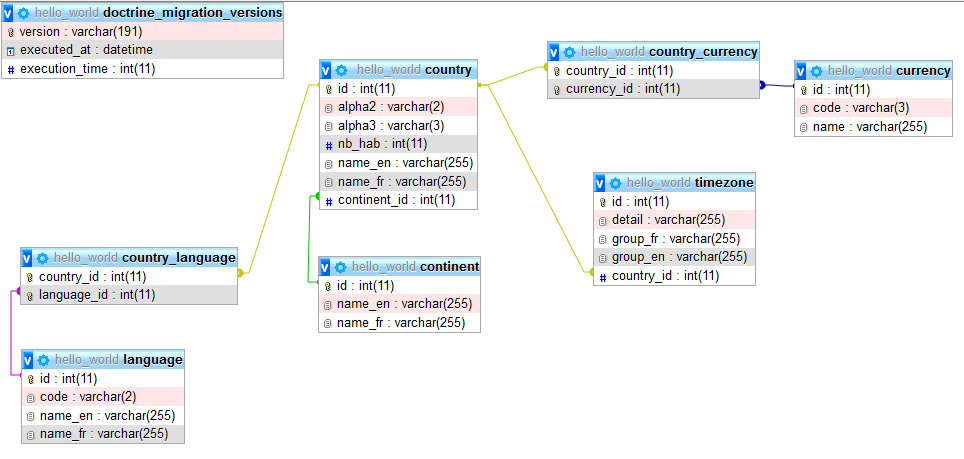 hello_world doctrine_migration_versions
version : varchar(191)
executed_at : datetime
# execution_time : int(11)
hello_world country
id : int(11)
alpha2 : varchar(2)
alpha3 : varchar(3)
# nb_hab : int(11)
name_en : varchar(255)
name_fr : varchar(255)
# continent_id : int(11)
hello_world country_currency
country_id : int(11)
currency_id : int(11)
hello_world currency
id : int(11)
code : varchar(3)
name : varchar(255)
hello_world timezone
id : int(11)
detail : varchar(255)
group_fr : varchar(255)
group_en : varchar(255)
# country_id : int(11)
hello_world country_language
country_id : int(11)
language_id : int(11)
hello_world continent
id : int(11)
name_en : varchar(255)
name_fr : varchar(255)
hello_world language
id : int(11)
code : varchar(2)
name_en : varchar(255)
name_fr : varchar(255)